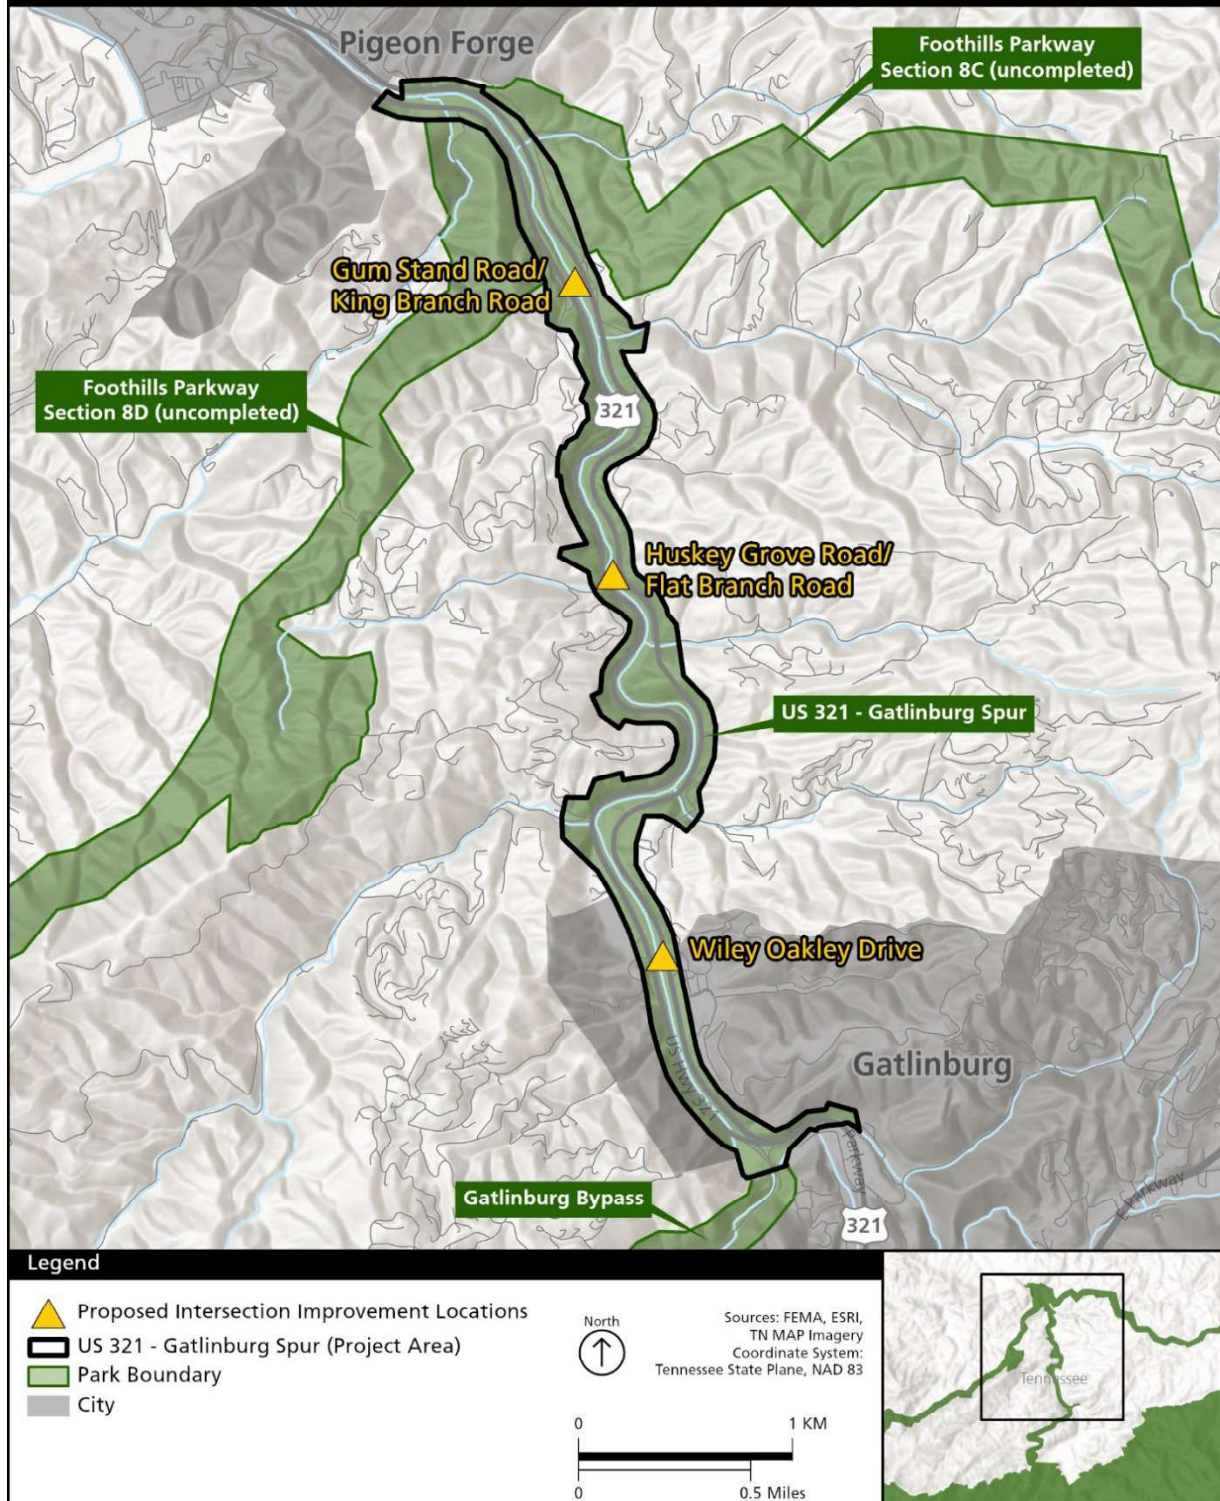 Pigeon Forge
Foothills Parkway
Section 8C (uncompleted)
Gum Stand Road/
King Branch Road
Foothills Parkway
Section 8D (uncompleted)
321
Huskey Grove Road/
Flat Branch Road
US 321 - Gatlinburg Spur
Wiley Oakley Drive
US Hwy 321
Gatlinburg
Parkway
E Parkway
Gatlinburg Bypass
321
Legend
Proposed Intersection Improvement Locations
US 321 - Gatlinburg Spur (Project Area)
Park Boundary
City
North
Sources: FEMA, ESRI,
TN MAP Imagery
Coordinate System:
Tennessee State Plane, NAD 83
0 1 KM
0 0.5 Miles
Tennessee